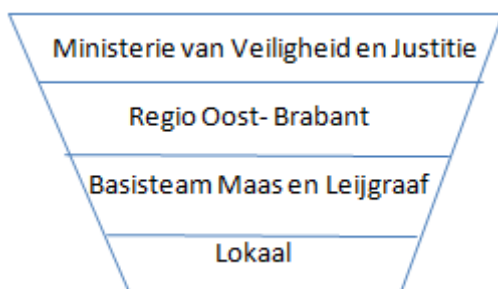 Ministerie van Veiligheid en Justitie
Regio Oost- Brabant
Basisteam Maas en Leijgraaf
Lokaal